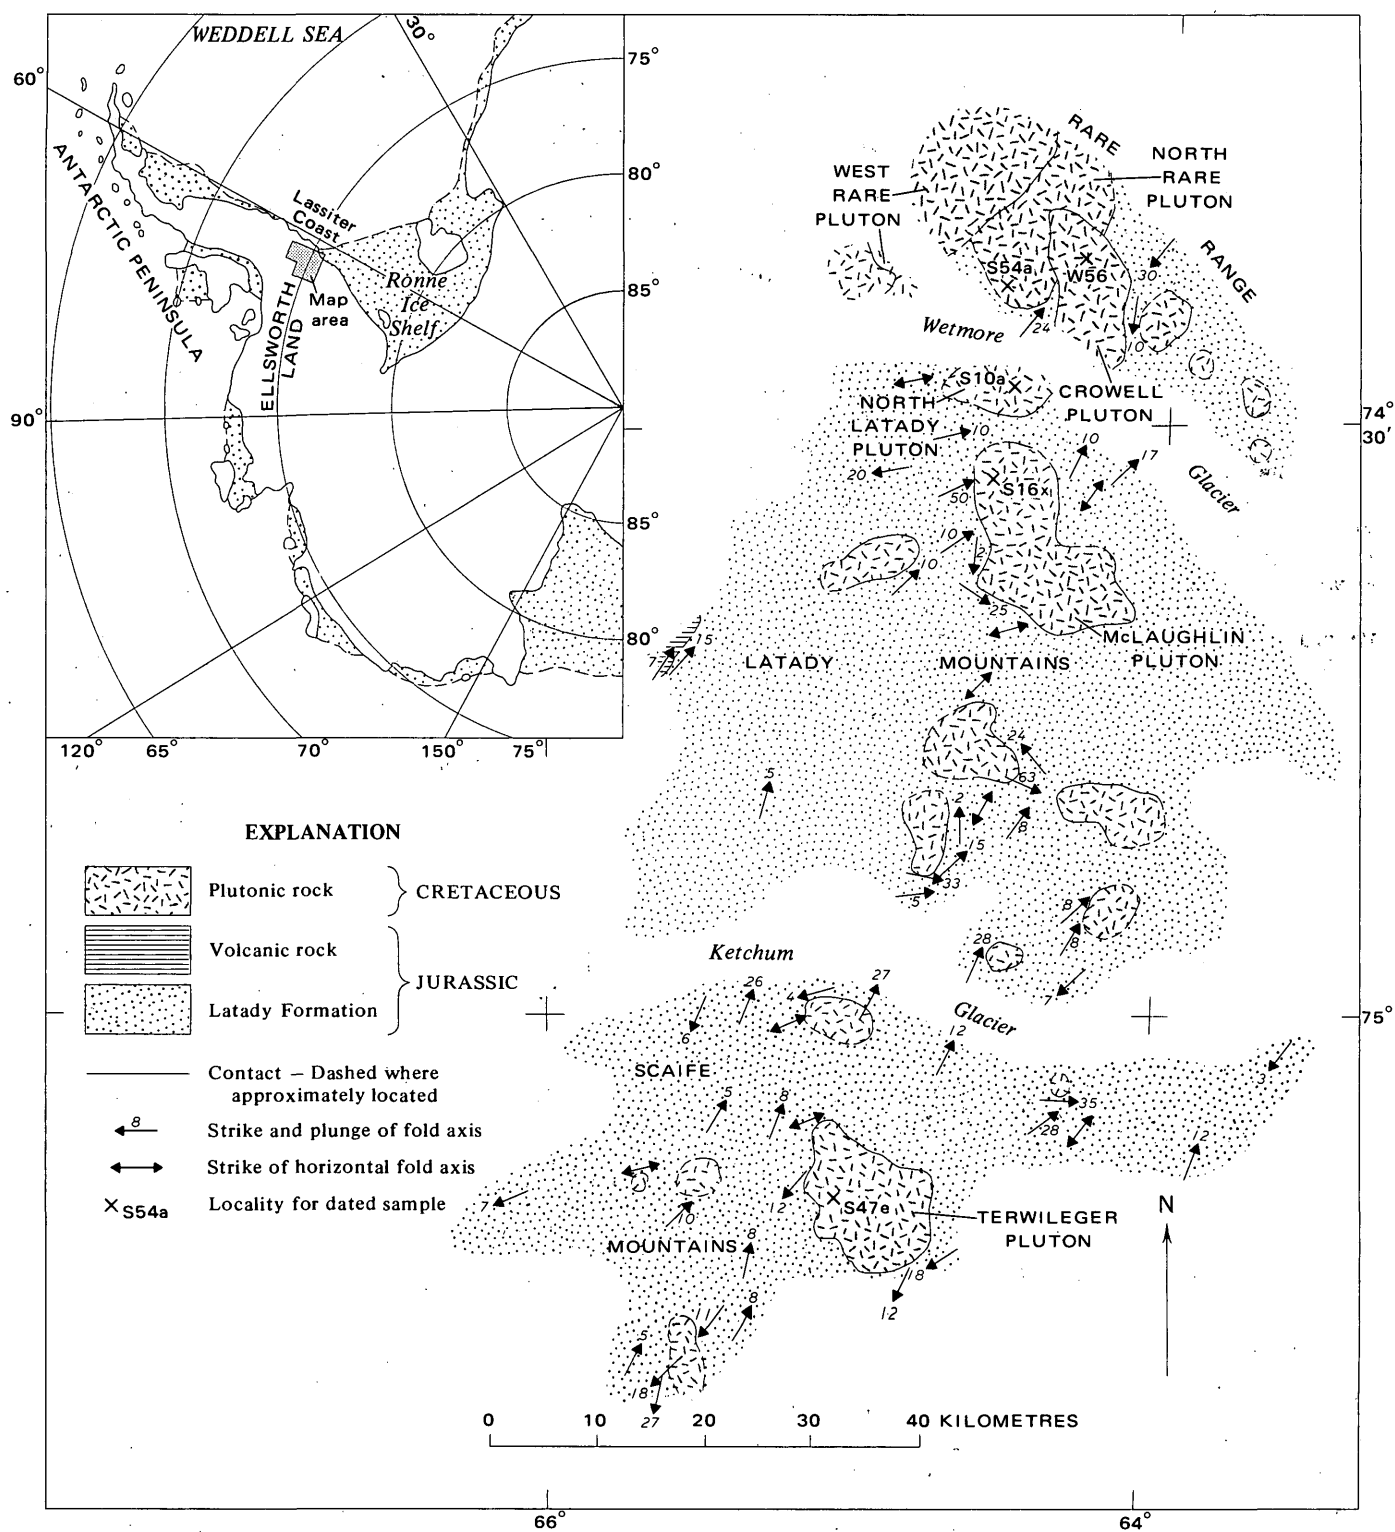 WEDDELL SEA
30°
75°
60°
80°
ANTARCTIC PENINSULA
Lassiter
Coast
Ronne
Ice
Shelf
85°
Map
area
ELLSWORTH
LAND
90°
85°
80°
120°
65°
70°
150°
75°
RARE
RANGE
WEST
RARE
PLUTON
NORTH
RARE
PLUTON
S54a
W56
30
24
10
Wetmore
S10a
CROWELL
PLUTON
NORTH
LATADY
PLUTON
74°
30'
10
10
17
20
50
S16x
Glacier
10
2
10
25
McLAUGHLIN
PLUTON
15
7
LATADY
MOUNTAINS
24
63
5
2
8
15
33
5
8
8
28
7
Ketchum
Glacier
26
4
27
6
12
75°
SCAIFE
5
8
3
35
28
12
7
10
12
S47e
TERWILEGER
PLUTON
MOUNTAINS
8
18
12
11
8
5
18
27
N
EXPLANATION
Plutonic rock
CRETACEOUS
Volcanic rock
JURASSIC
Latady Formation
Contact – Dashed where
approximately located
8
Strike and plunge of fold axis
Strike of horizontal fold axis
S54a
Locality for dated sample
0 10 20 30 40 KILOMETRES
66°
64°